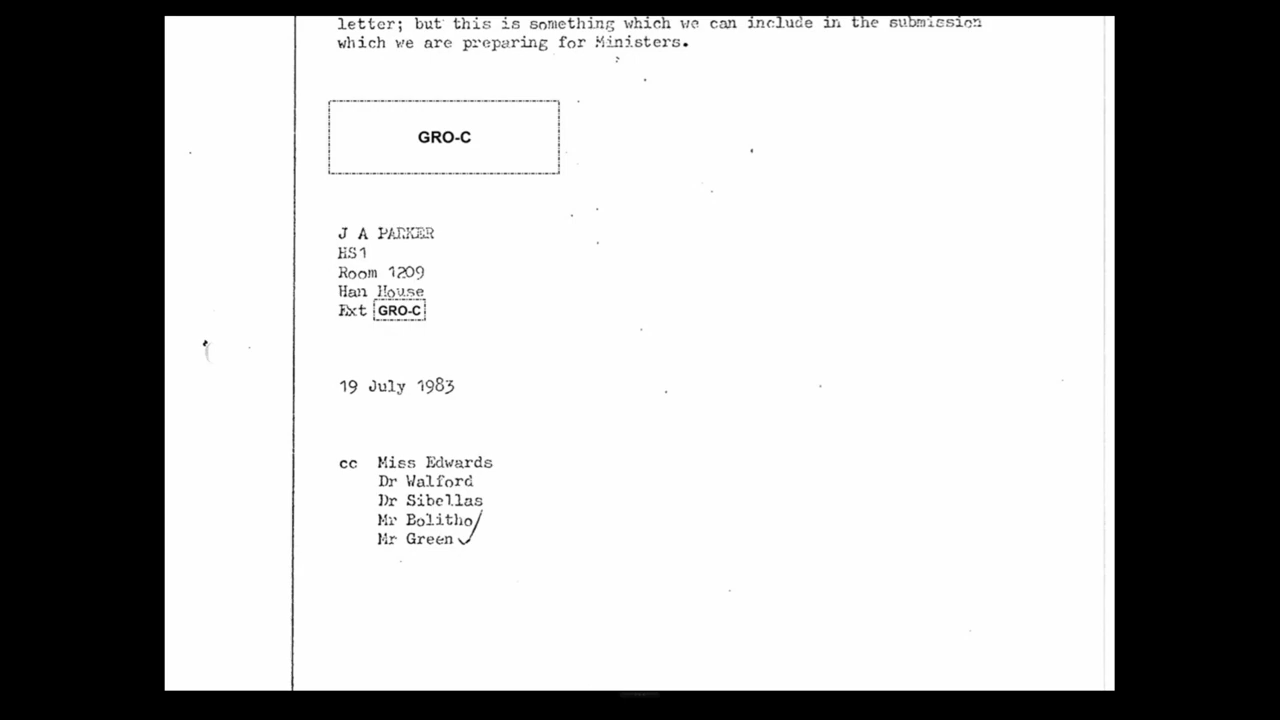 letter; but this is something which we can include in the submission
which we are preparing for Ministers.
GRO-C
J A PARKER
HS1
Room 1209
Han House
Ext GRO-C
19 July 1983
cc Miss Edwards
Dr Walford
Dr Sibellas
Mr Bolitho
Mr Green